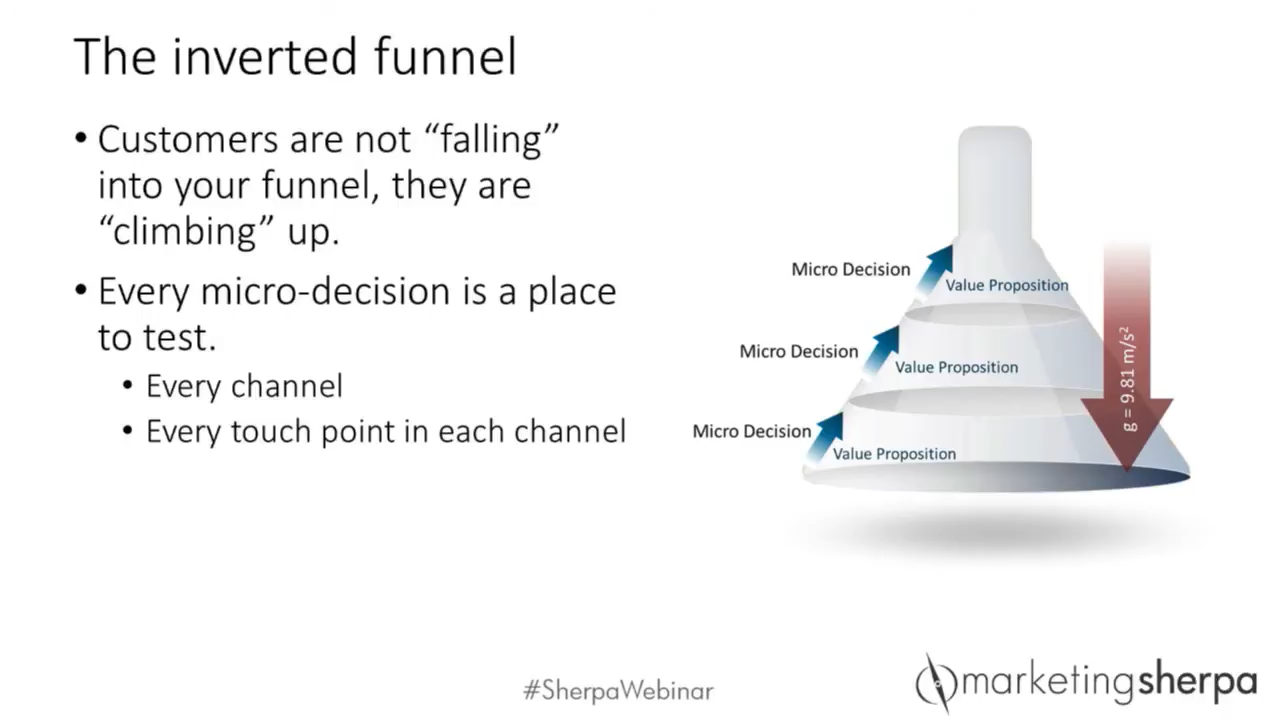 The inverted funnel
• Customers are not “falling”
into your funnel, they are
“climbing” up.
• Every micro-decision is a place
to test.
• Every channel
• Every touch point in each channel
Micro Decision
Value Proposition
Micro Decision
Value Proposition
Micro Decision
Value Proposition
g = 9.81 m/s²
#SherpaWebinar
marketingsherpa